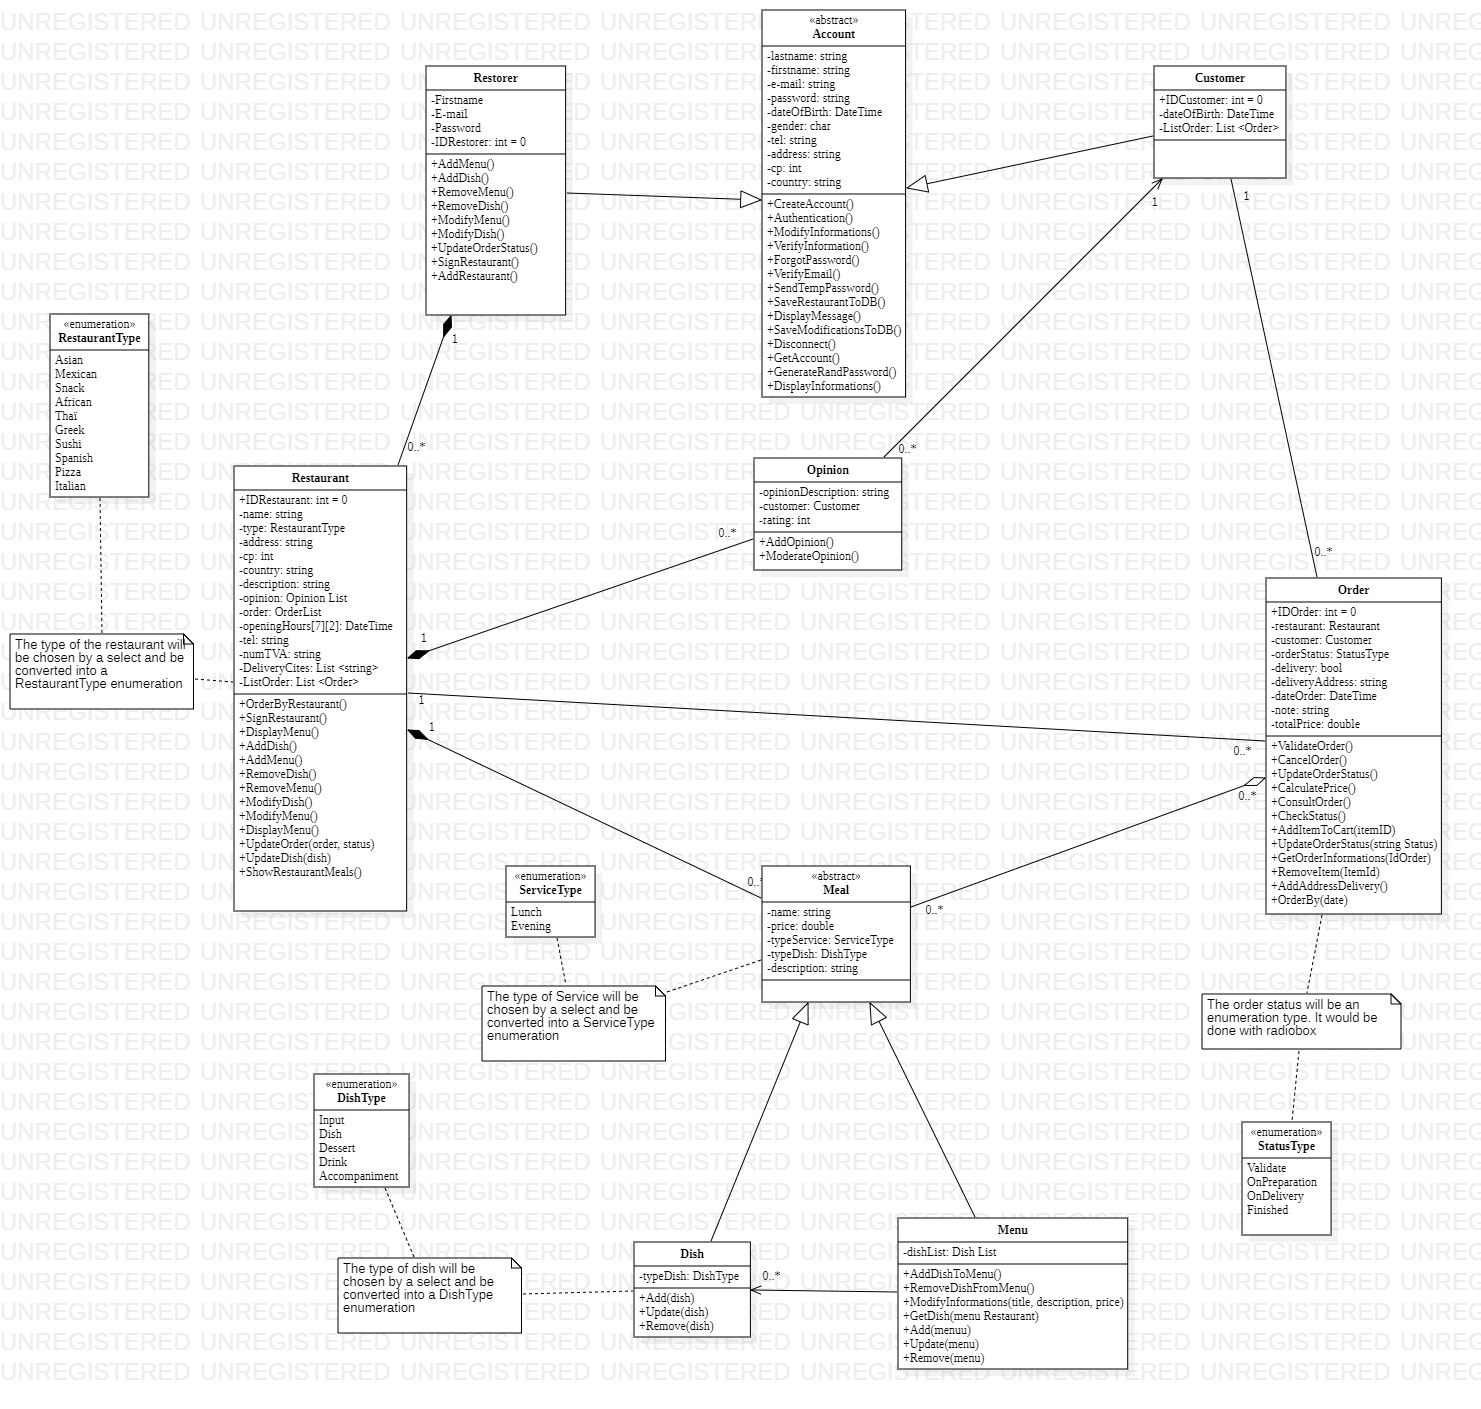 «abstract»
Account
-lastname: string
-firstname: string
-e-mail: string
-password: string
-dateOfBirth: DateTime
-gender: char
-tel: string
-address: string
-cp: int
-country: string
+CreateAccount()
+Authentication()
+ModifyInformations()
+VerifyInformation()
+ForgotPassword()
+VerifyEmail()
+SendTempPassword()
+SaveRestaurantToDB()
+DisplayMessage()
+SaveModificationsToDB()
+Disconnect()
+GetAccount()
+GenerateRandPassword()
+DisplayInformations()
Restorer
-Firstname
-E-mail
-Password
-IDRestorer: int = 0
+AddMenu()
+AddDish()
+RemoveMenu()
+RemoveDish()
+ModifyMenu()
+ModifyDish()
+UpdateOrderStatus()
+SignRestaurant()
+AddRestaurant()
1
0..*
Customer
+IDCustomer: int = 0
-dateOfBirth: DateTime
-ListOrder: List <Order>
1
1
0..*
0..*
«enumeration»
RestaurantType
Asian
Mexican
Snack
African
Thaï
Greek
Sushi
Spanish
Pizza
Italian
The type of the restaurant will
be chosen by a select and be
converted into a
RestaurantType enumeration
Restaurant
+IDRestaurant: int = 0
-name: string
-type: RestaurantType
-address: string
-cp: int
-country: string
-description: string
-opinion: Opinion List
-order: OrderList
-openingHours[7][2]: DateTime
-tel: string
-numTVA: string
-DeliveryCites: List <string>
-ListOrder: List <Order>
+OrderByRestaurant()
+SignRestaurant()
+DisplayMenu()
+AddDish()
+AddMenu()
+RemoveDish()
+RemoveMenu()
+ModifyDish()
+ModifyMenu()
+DisplayMenu()
+UpdateOrder(order, status)
+UpdateDish(dish)
+ShowRestaurantMeals()
1
0..*
1
0..*
1
0..*
Opinion
-opinionDescription: string
-customer: Customer
-rating: int
+AddOpinion()
+ModerateOpinion()
Order
+IDOrder: int = 0
-restaurant: Restaurant
-customer: Customer
-orderStatus: StatusType
-delivery: bool
-deliveryAddress: string
-dateOrder: DateTime
-note: string
-totalPrice: double
+ValidateOrder()
+CancelOrder()
+UpdateOrderStatus()
+CalculatePrice()
+ConsultOrder()
+CheckStatus()
+AddItemToCart(itemID)
+UpdateOrderStatus(string Status)
+GetOrderInformations(IdOrder)
+RemoveItem(ItemId)
+AddAddressDelivery()
+OrderBy(date)
0..*
0..*
«enumeration»
ServiceType
Lunch
Evening
The type of Service will be
chosen by a select and be
converted into a ServiceType
enumeration
«abstract»
Meal
-name: string
-price: double
-typeService: ServiceType
-typeDish: DishType
-description: string
The order status will be an
enumeration type. It would be
done with radiobox
«enumeration»
StatusType
Validate
OnPreparation
OnDelivery
Finished
«enumeration»
DishType
Input
Dish
Dessert
Drink
Accompaniment
The type of dish will be
chosen by a select and be
converted into a DishType
enumeration
Dish
-typeDish: DishType
+Add(dish)
+Update(dish)
+Remove(dish)
0..*
Menu
-dishList: Dish List
+AddDishToMenu()
+RemoveDishFromMenu()
+ModifyInformations(title, description, price)
+GetDish(menu Restaurant)
+Add(menuu)
+Update(menu)
+Remove(menu)
UNREGISTERED